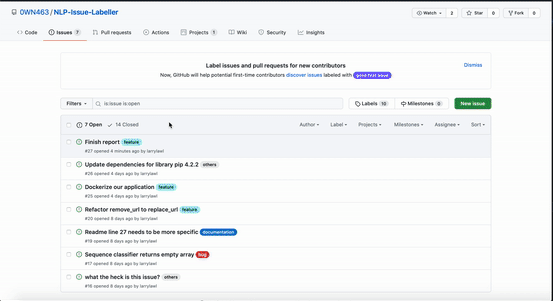 0WN463 / NLP-Issue-Labeller
Watch 2 Star 0 Fork 0
Code Issues 7 Pull requests Actions Projects 1 Wiki Security Insights
Label issues and pull requests for new contributors
Dismiss
Now, GitHub will help potential first-time contributors discover issues labeled with good first issue
Filters is:issue is:open Labels 10 Milestones 0 New issue
7 Open 14 Closed Author Label Projects Milestones Assignee Sort
Finish report feature
#27 opened 4 minutes ago by larrylawl
Update dependencies for library pip 4.2.2 others
#26 opened 4 days ago by larrylawl
Dockerize our application feature
#25 opened 4 days ago by larrylawl
Refactor remove_url to replace_url feature
#20 opened 8 days ago by larrylawl
Readme line 27 needs to be more specific documentation
#18 opened 8 days ago by larrylawl
Sequence classifier returns empty array bug
#17 opened 8 days ago by larrylawl
what the heck is this issue? others
#16 opened 8 days ago by larrylawl